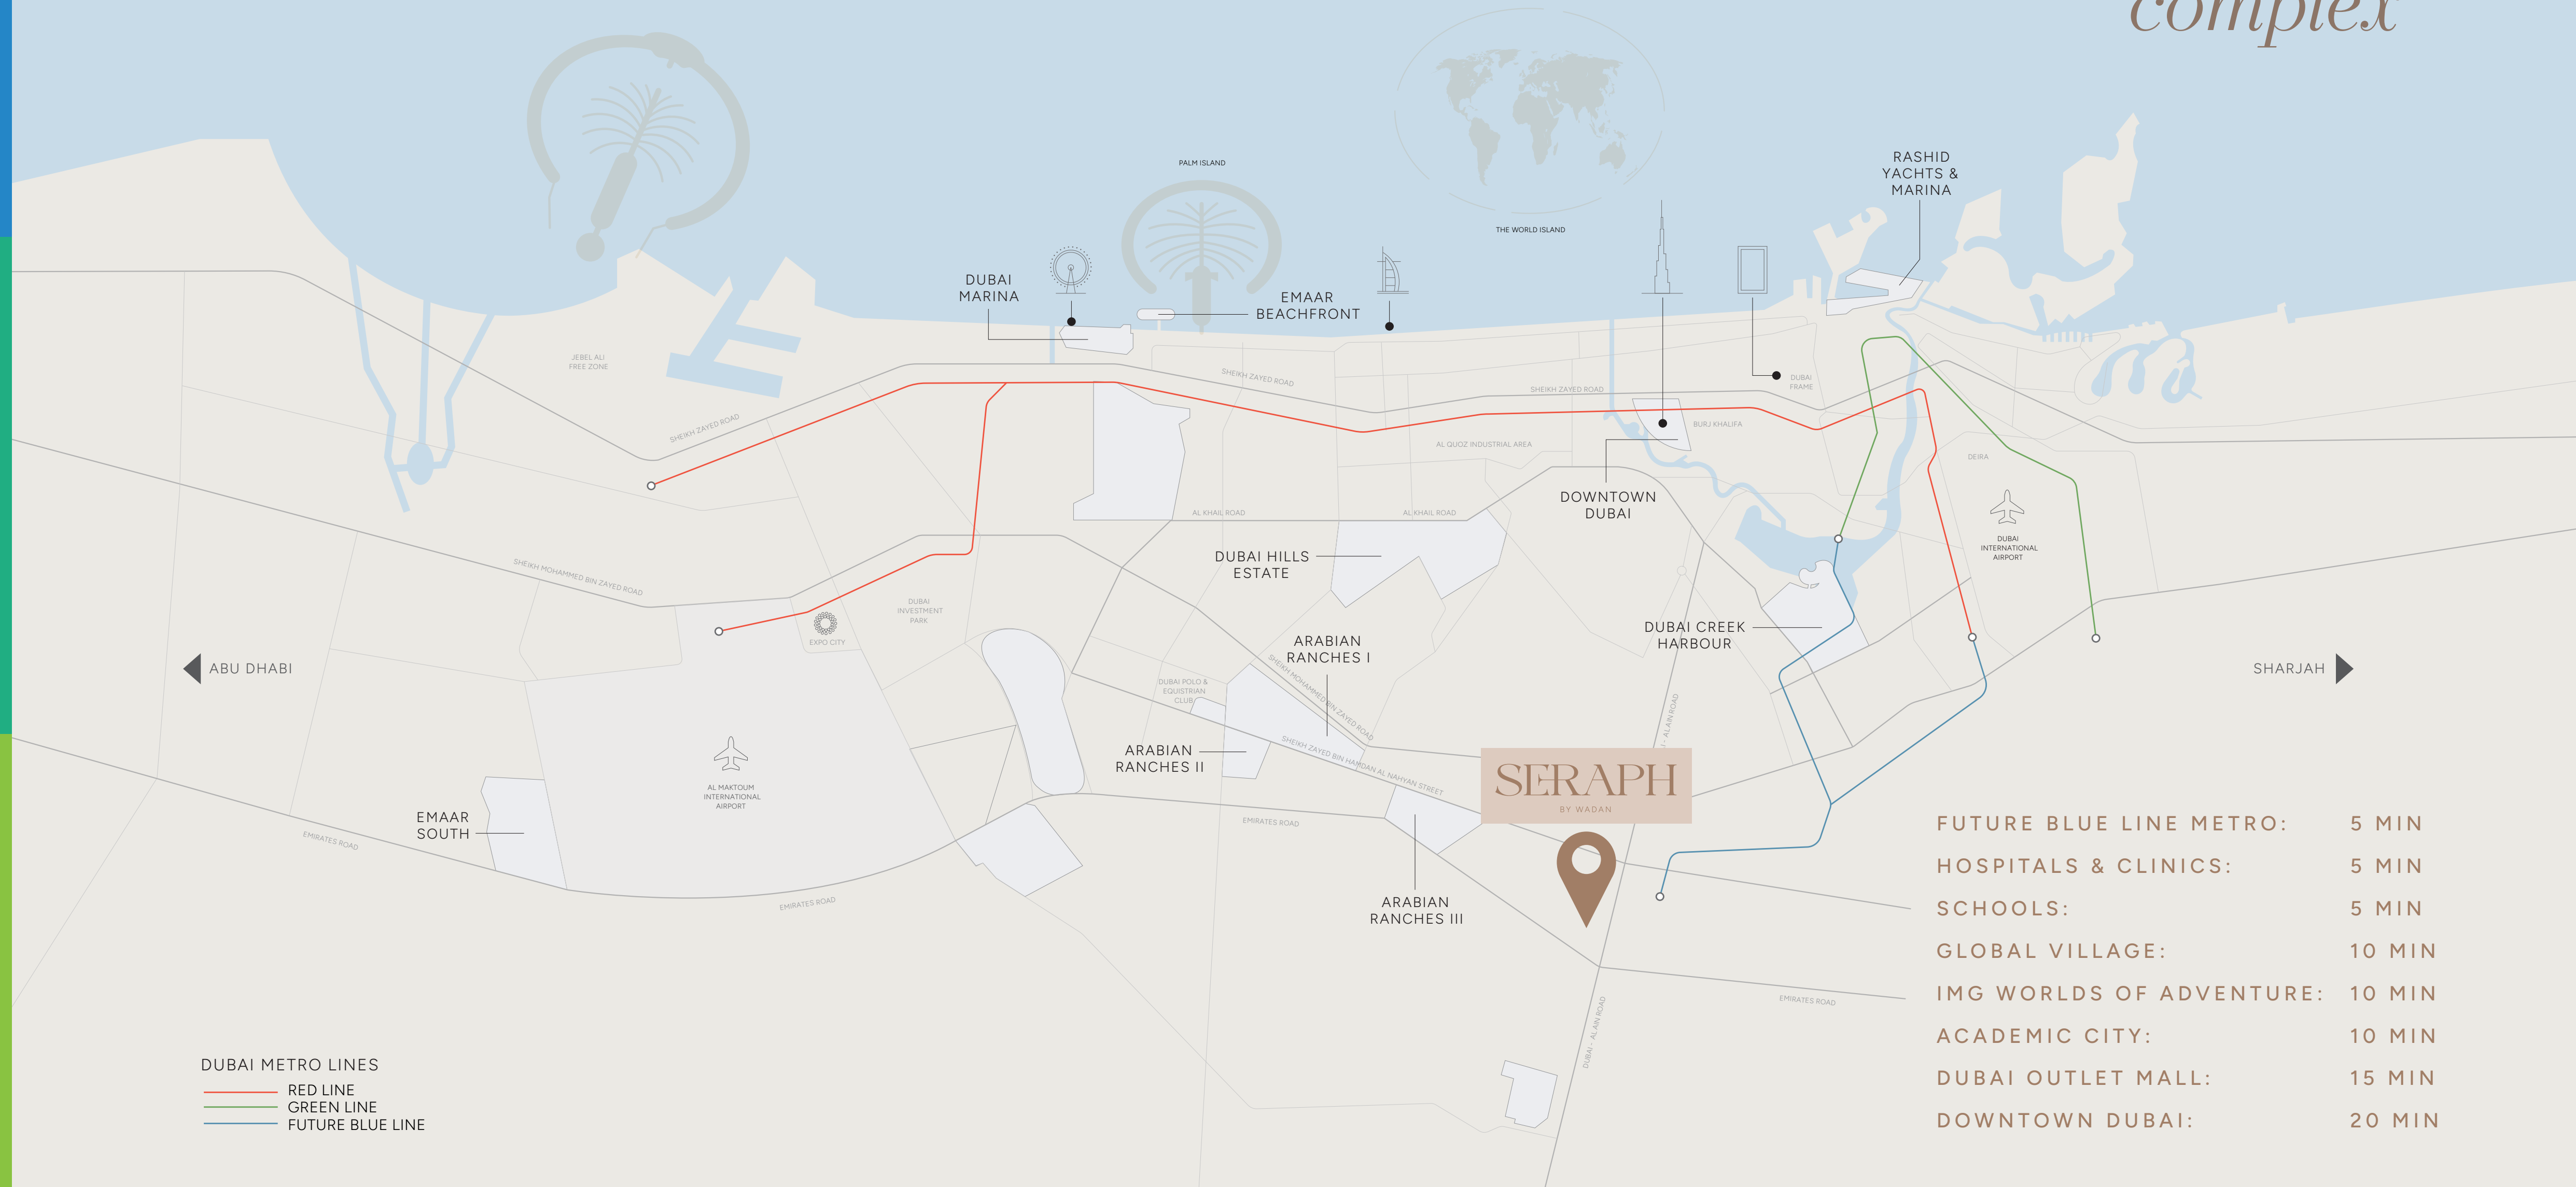 complex
PALM ISLAND
THE WORLD ISLAND
RASHID
YACHTS &
MARINA
DUBAI
MARINA
EMAAR
BEACHFRONT
JEBEL ALI
FREE ZONE
SHEIKH ZAYED ROAD
SHEIKH ZAYED ROAD
SHEIKH ZAYED ROAD
DUBAI
FRAME
BURJ KHALIFA
AL QUOZ INDUSTRIAL AREA
DEIRA
DOWNTOWN
DUBAI
AL KHAIL ROAD
AL KHAIL ROAD
DUBAI
INTERNATIONAL
AIRPORT
DUBAI HILLS
ESTATE
SHEIKH MOHAMMED BIN ZAYED ROAD
DUBAI
INVESTMENT
PARK
EXPO CITY
ARABIAN
RANCHES I
DUBAI CREEK
HARBOUR
ABU DHABI
SHARJAH
SHEIKH MOHAMMED BIN ZAYED ROAD
DUBAI POLO &
EQUISTRIAN
CLUB
ARABIAN
RANCHES II
SHEIKH ZAYED BIN HAMDAN AL NAHYAN STREET
- ALAIN ROAD
SERAPH
BY WADAN
AL MAKTOUM
INTERNATIONAL
AIRPORT
EMAAR
SOUTH
EMIRATES ROAD
EMIRATES ROAD
EMIRATES ROAD
ARABIAN
RANCHES III
EMIRATES ROAD
DUBAI - ALAIN ROAD
FUTURE BLUE LINE METRO: 5 MIN
HOSPITALS & CLINICS: 5 MIN
SCHOOLS: 5 MIN
GLOBAL VILLAGE: 10 MIN
IMG WORLDS OF ADVENTURE: 10 MIN
ACADEMIC CITY: 10 MIN
DUBAI OUTLET MALL: 15 MIN
DOWNTOWN DUBAI: 20 MIN
DUBAI METRO LINES
RED LINE
GREEN LINE
FUTURE BLUE LINE